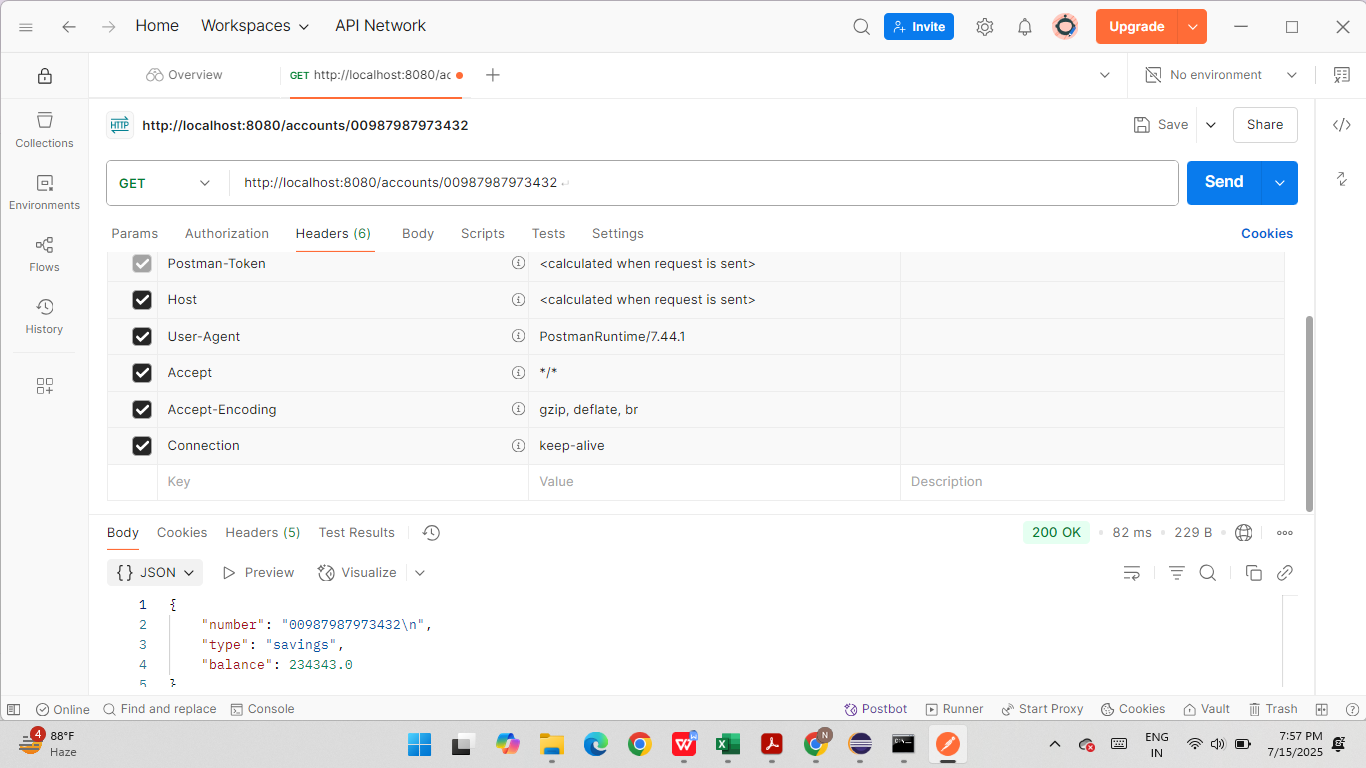 Home Workspaces API Network Invite Upgrade
Overview GET http://localhost:8080/ac No environment
HTTP http://localhost:8080/accounts/00987987973432 Save Share
Collections
GET http://localhost:8080/accounts/00987987973432 Send
Environments
Params Authorization Headers (6) Body Scripts Tests Settings Cookies
Flows
History
Postman-Token <calculated when request is sent>
Host <calculated when request is sent>
User-Agent PostmanRuntime/7.44.1
Accept */*
Accept-Encoding gzip, deflate, br
Connection keep-alive
Key Value Description
Body Cookies Headers (5) Test Results 200 OK • 82 ms • 229 B
{} JSON Preview Visualize
1 {
2 "number": "00987987973432\n",
3 "type": "savings",
4 "balance": 234343.0
5 }
Online Find and replace Console Postbot Runner Start Proxy Cookies Vault Trash
4 88°F
Haze
N
ENG
IN
7:57 PM
7/15/2025